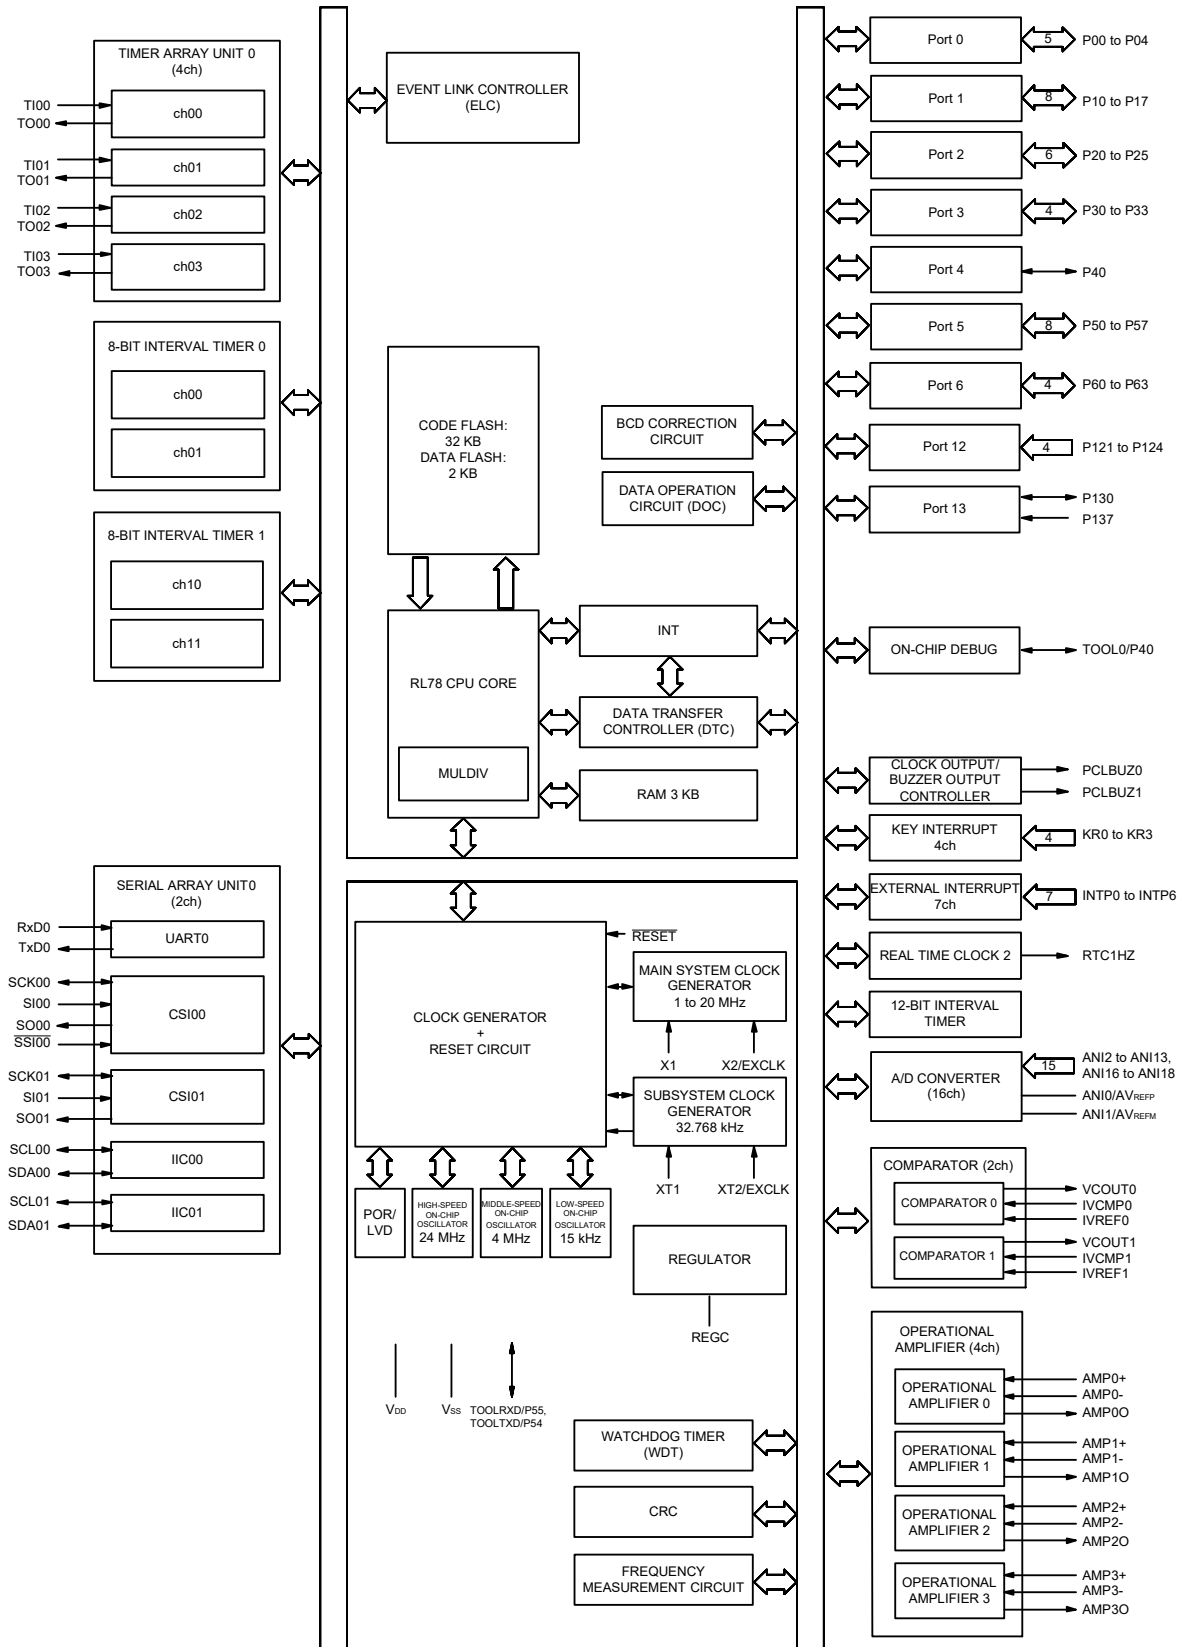 TIMER ARRAY UNIT 0
(4ch)
TI00
TO00
ch00
TI01
TO01
ch01
TI02
TO02
ch02
TI03
TO03
ch03
8-BIT INTERVAL TIMER 0
ch00
ch01
8-BIT INTERVAL TIMER 1
ch10
ch11
SERIAL ARRAY UNIT0
(2ch)
RxD0
TxD0
UART0
SCK00
SI00
SO00
SSI00
CSI00
SCK01
SI01
SO01
CSI01
SCL00
SDA00
IIC00
SCL01
SDA01
IIC01
EVENT LINK CONTROLLER
(ELC)
CODE FLASH:
32 KB
DATA FLASH:
2 KB
BCD CORRECTION
CIRCUIT
DATA OPERATION
CIRCUIT (DOC)
RL78 CPU CORE
MULDIV
INT
DATA TRANSFER
CONTROLLER (DTC)
RAM 3 KB
CLOCK GENERATOR
+
RESET CIRCUIT
RESET
MAIN SYSTEM CLOCK
GENERATOR
1 to 20 MHz
X1
X2/EXCLK
SUBSYSTEM CLOCK
GENERATOR
32.768 kHz
XT1
XT2/EXCLK
POR/
LVD
HIGH-SPEED
ON-CHIP
OSCILLATOR
24 MHz
MIDDLE-SPEED
ON-CHIP
OSCILLATOR
4 MHz
LOW-SPEED
ON-CHIP
OSCILLATOR
15 kHz
REGULATOR
REGC
VDD
VSS
TOOLRXD/P55,
TOOLTXD/P54
WATCHDOG TIMER
(WDT)
CRC
FREQUENCY
MEASUREMENT CIRCUIT
Port 0
5
P00 to P04
Port 1
8
P10 to P17
Port 2
6
P20 to P25
Port 3
4
P30 to P33
Port 4
P40
Port 5
8
P50 to P57
Port 6
4
P60 to P63
Port 12
4
P121 to P124
Port 13
P130
P137
ON-CHIP DEBUG
TOOL0/P40
CLOCK OUTPUT/
BUZZER OUTPUT
CONTROLLER
PCLBUZ0
PCLBUZ1
KEY INTERRUPT
4ch
4
KR0 to KR3
EXTERNAL INTERRUPT
7ch
7
INTP0 to INTP6
REAL TIME CLOCK 2
RTC1HZ
12-BIT INTERVAL
TIMER
A/D CONVERTER
(16ch)
15
ANI2 to ANI13,
ANI16 to ANI18
ANI0/AVREFP
ANI1/AVREFM
COMPARATOR (2ch)
COMPARATOR 0
VCOUT0
IVCMP0
IVREF0
COMPARATOR 1
VCOUT1
IVCMP1
IVREF1
OPERATIONAL
AMPLIFIER (4ch)
OPERATIONAL
AMPLIFIER 0
AMP0+
AMP0-
AMP0O
OPERATIONAL
AMPLIFIER 1
AMP1+
AMP1-
AMP1O
OPERATIONAL
AMPLIFIER 2
AMP2+
AMP2-
AMP2O
OPERATIONAL
AMPLIFIER 3
AMP3+
AMP3-
AMP3O